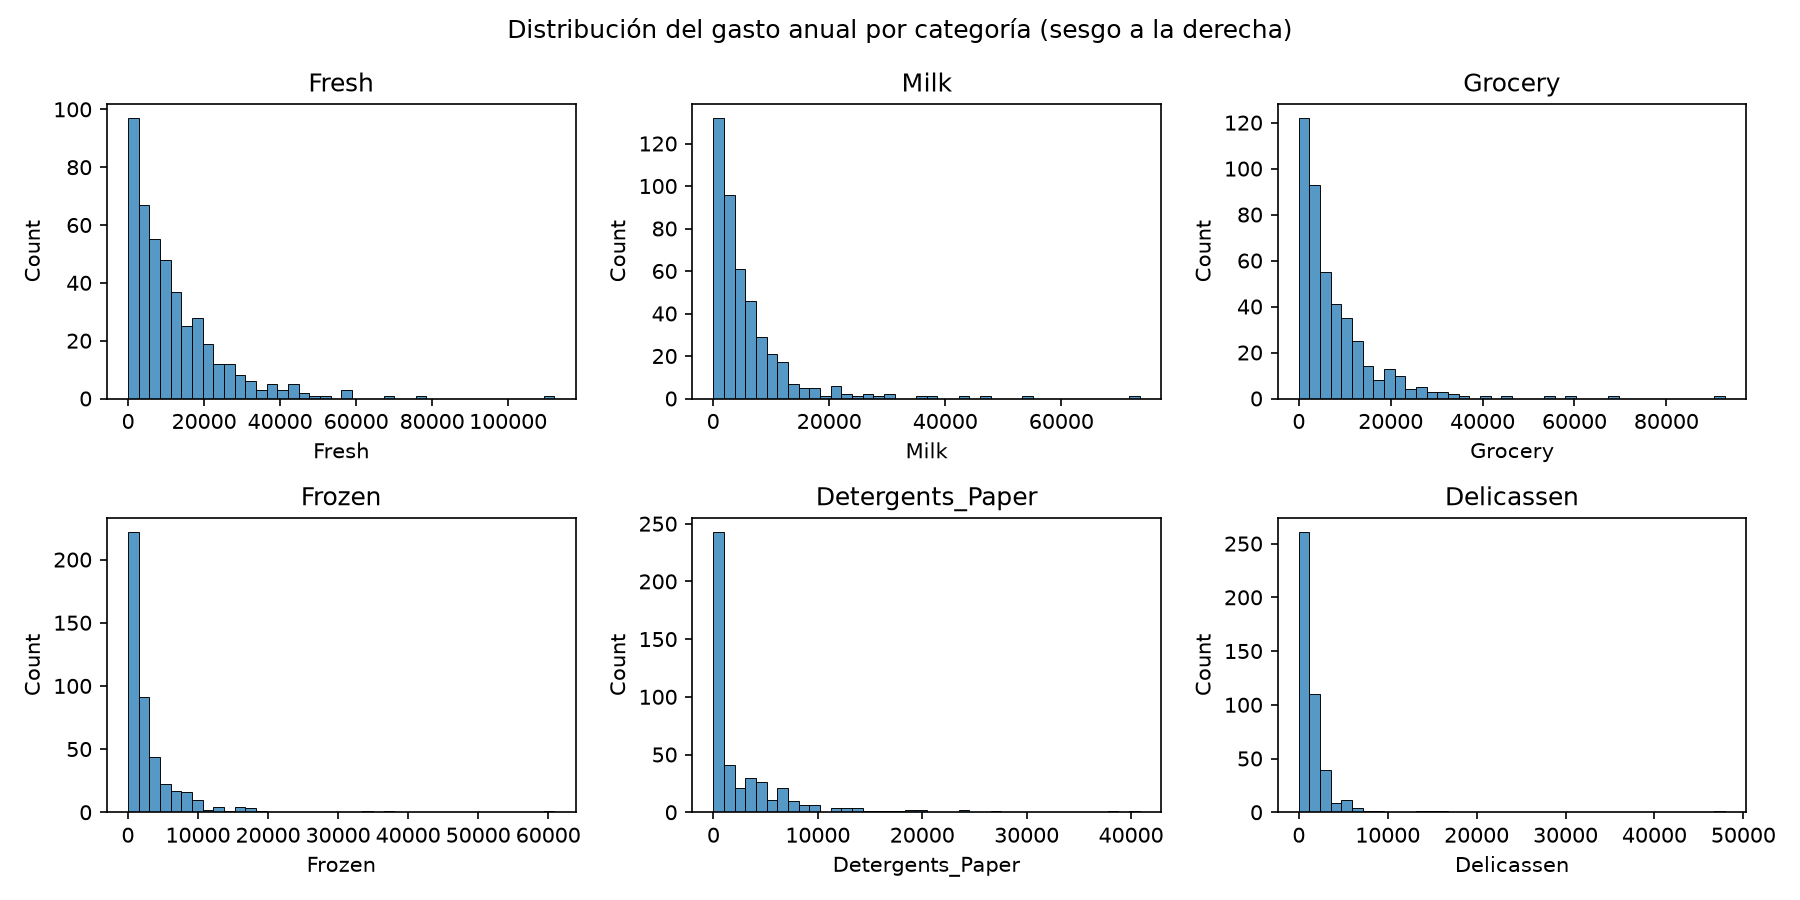 Distribución del gasto anual por categoría (sesgo a la derecha)
Fresh
Milk
Grocery
100
80
60
40
20
0
Count
0 20000 40000 60000 80000 100000
Fresh
120
100
80
60
40
20
0
Count
0 20000 40000 60000
Milk
120
100
80
60
40
20
0
Count
0 20000 40000 60000 80000
Grocery
Frozen
Detergents_Paper
Delicassen
200
150
100
50
0
Count
0 10000 20000 30000 40000 50000 60000
Frozen
250
200
150
100
50
0
Count
0 10000 20000 30000 40000
Detergents_Paper
250
200
150
100
50
0
Count
0 10000 20000 30000 40000 50000
Delicassen